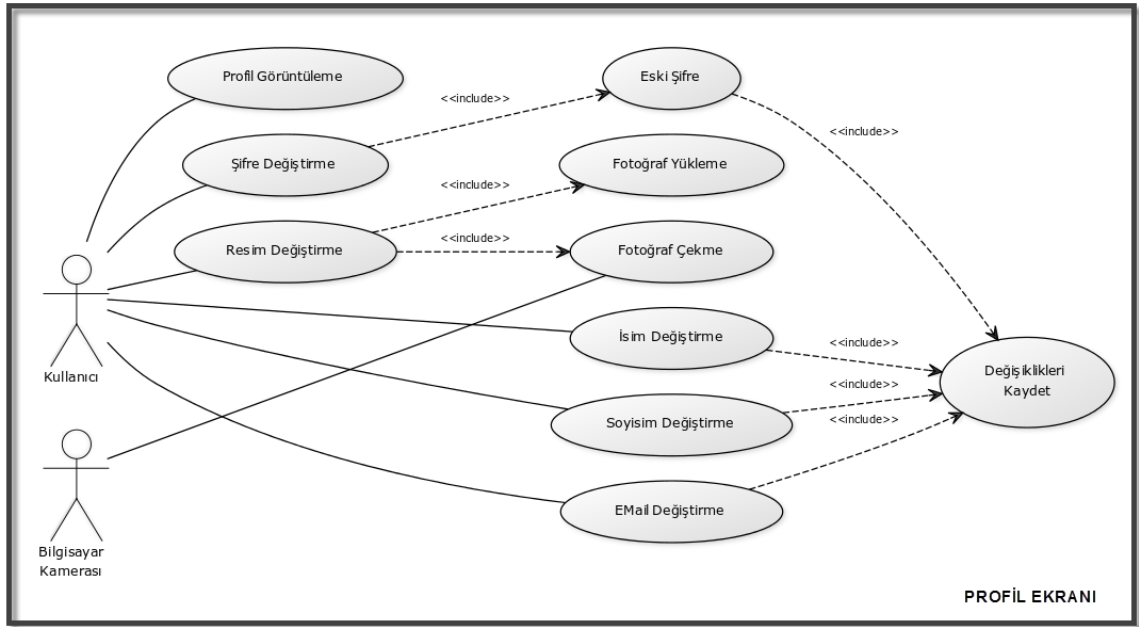 Profil Görüntüleme
Eski Şifre
<<include>>
<<include>>
Şifre Değiştirme
Fotoğraf Yükleme
<<include>>
Resim Değiştirme
<<include>>
Fotoğraf Çekme
İsim Değiştirme
<<include>>
Kullanıcı
Değişiklikleri
Kaydet
<<include>>
Soyisim Değiştirme
<<include>>
EMail Değiştirme
Bilgisayar
Kamerası
PROFİL EKRANI